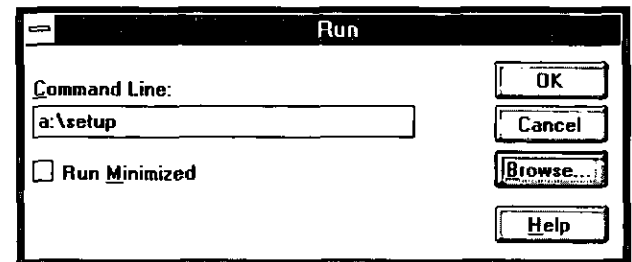 Run
Command Line:
a:\setup
Run Minimized
OK
Cancel
Browse...
Help